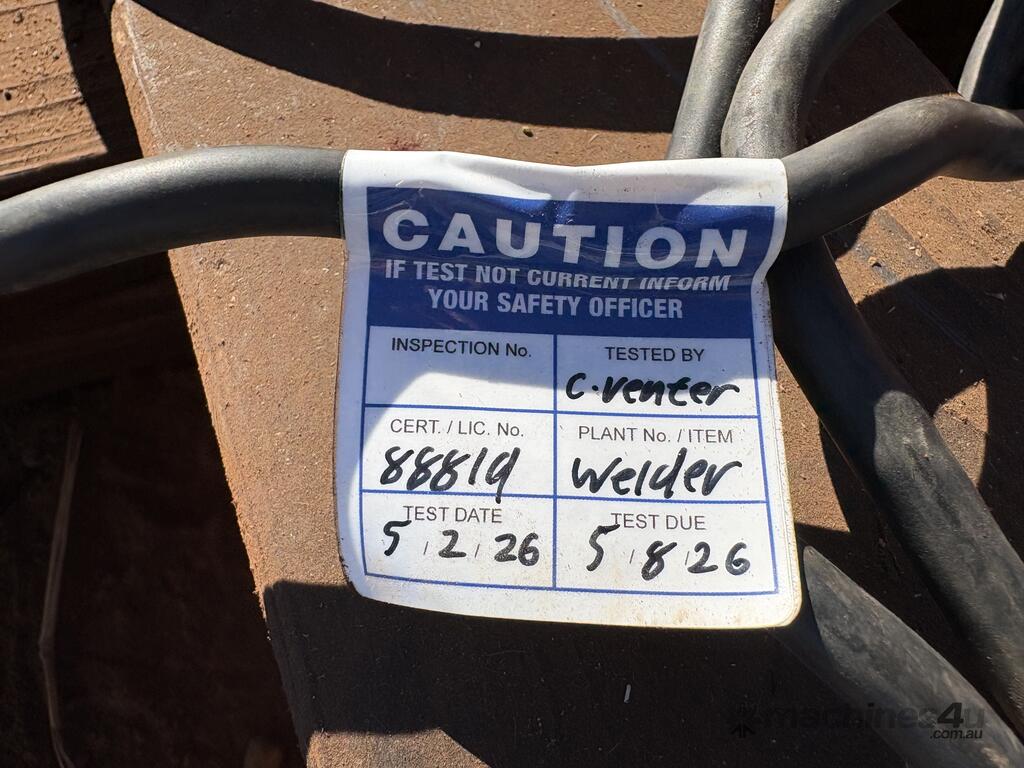 CAUTION
IF TEST NOT CURRENT INFORM
YOUR SAFETY OFFICER
INSPECTION No.
TESTED BY
C. Venter
CERT. / LIC. No.
88819
PLANT No. / ITEM
Welder
TEST DATE
5 / 2 / 26
TEST DUE
5 / 8 26
machines4u
.com.au